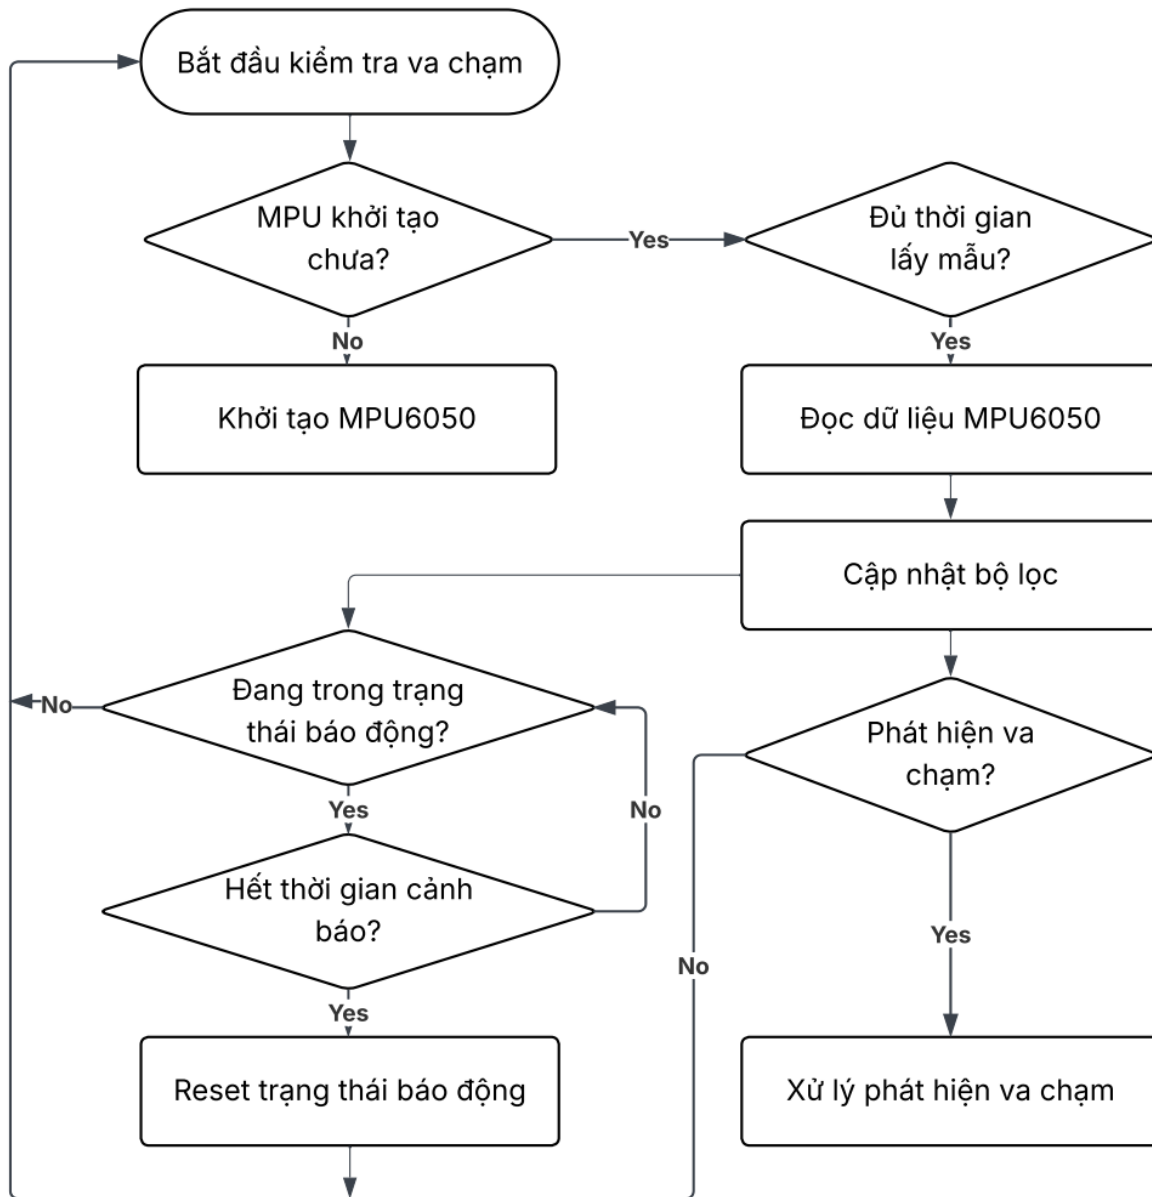 Bắt đầu kiểm tra va chạm
MPU khởi tạo
chưa?
Yes
Đủ thời gian
lấy mẫu?
No
Yes
Khởi tạo MPU6050
Đọc dữ liệu MPU6050
Cập nhật bộ lọc
No
Đang trong trạng
thái báo động?
Phát hiện va
chạm?
Yes
No
Hết thời gian cảnh
báo?
Yes
No
Yes
Reset trạng thái báo động
Xử lý phát hiện va chạm